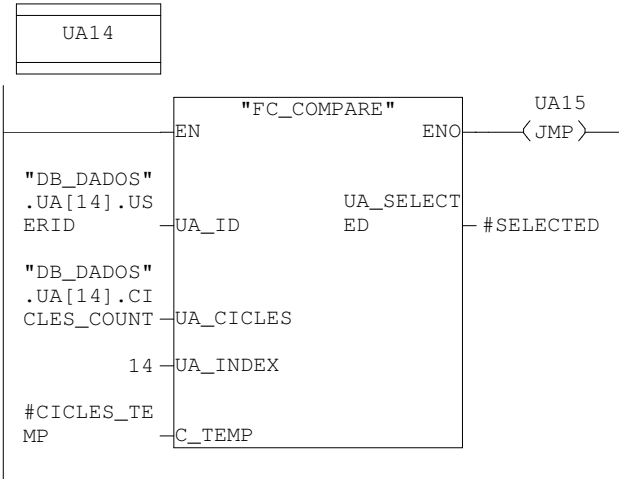 UA14
"FC_COMPARE"
UA15
EN
ENO
JMP
"DB_DADOS"
.UA[14].US
ERID
UA_ID
UA_SELECT
ED
#SELECTED
"DB_DADOS"
.UA[14].CI
CLES_COUNT
UA_CICLES
14
UA_INDEX
#CICLES_TE
MP
C_TEMP